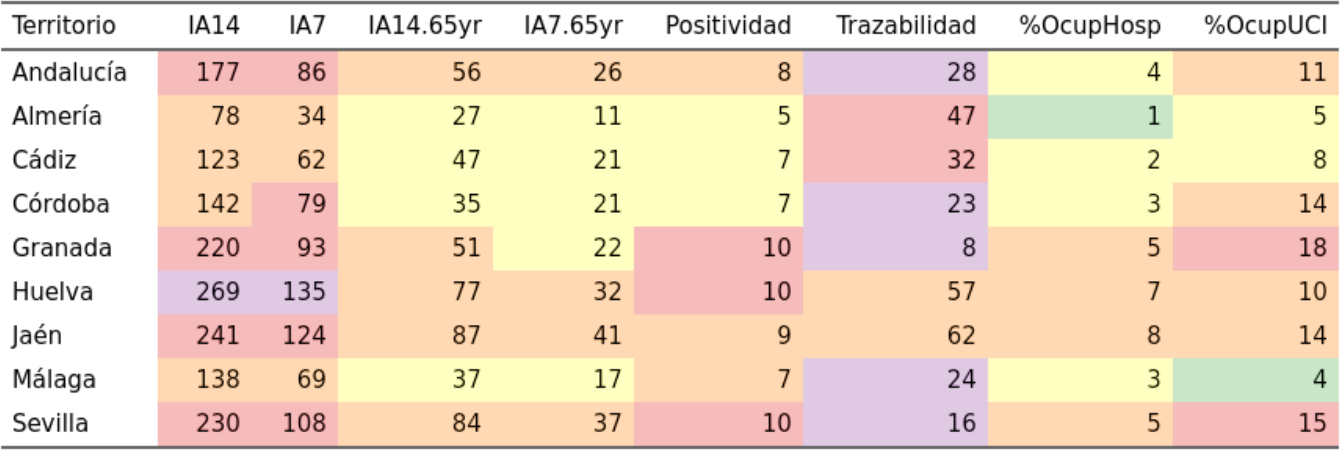 Territorio IA14 IA7 IA14.65yr IA7.65yr Positividad Trazabilidad %OcupHosp %OcupUCI
Andalucía 177 86 56 26 8 28 4 11
Almería 78 34 27 11 5 47 1 5
Cádiz 123 62 47 21 7 32 2 8
Córdoba 142 79 35 21 7 23 3 14
Granada 220 93 51 22 10 8 5 18
Huelva 269 135 77 32 10 57 7 10
Jaén 241 124 87 41 9 62 8 14
Málaga 138 69 37 17 7 24 3 4
Sevilla 230 108 84 37 10 16 5 15